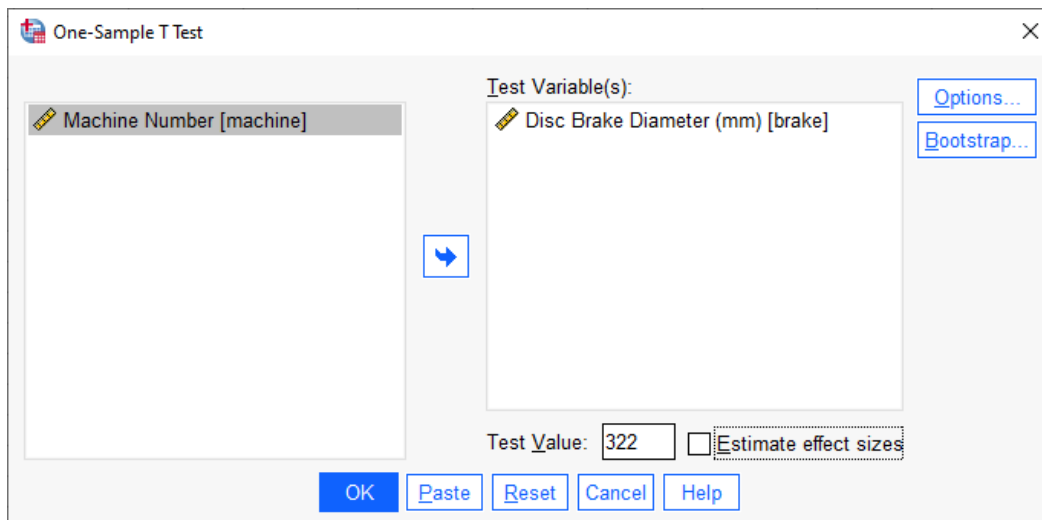 One-Sample T Test
Test Variable(s):
Machine Number [machine]
Disc Brake Diameter (mm) [brake]
Options...
Bootstrap...
Test Value: 322 Estimate effect sizes
OK Paste Reset Cancel Help